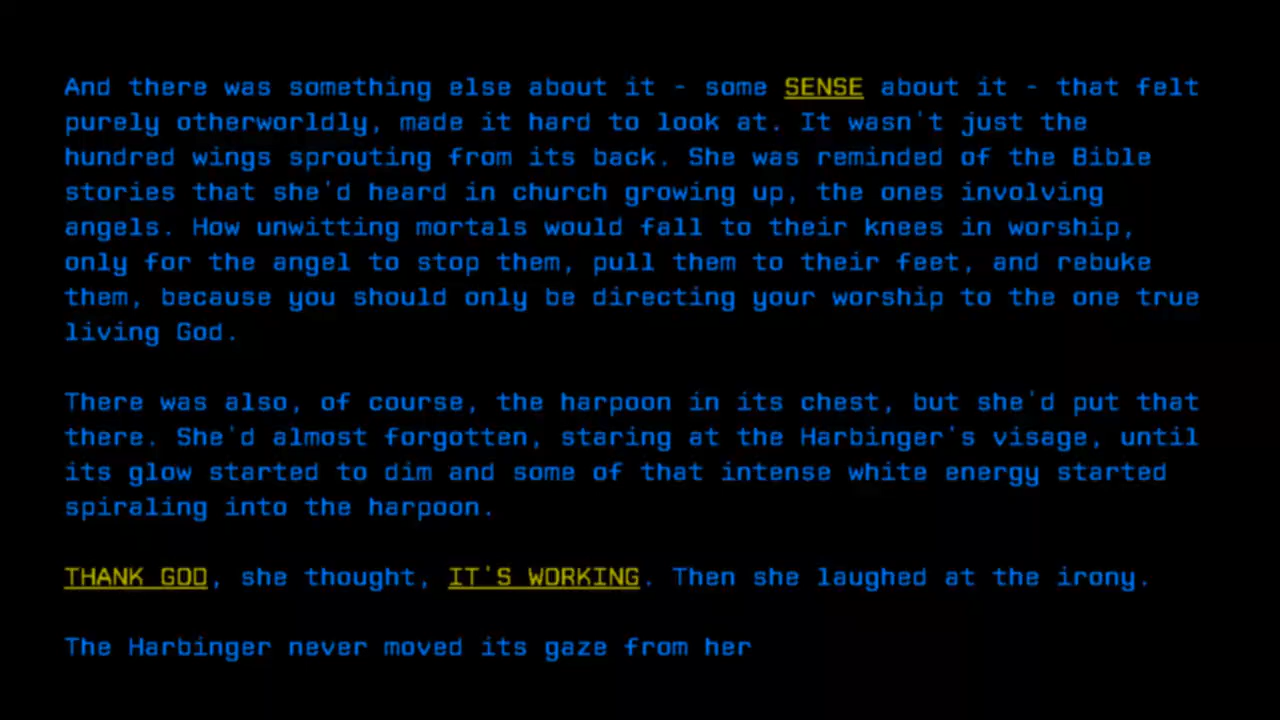 And there was something else about it - some SENSE about it - that felt
purely otherworldly, made it hard to look at. It wasn't just the
hundred wings sprouting from its back. She was reminded of the Bible
stories that she'd heard in church growing up, the ones involving
angels. How unwitting mortals would fall to their knees in worship,
only for the angel to stop them, pull them to their feet, and rebuke
them, because you should only be directing your worship to the one true
living God.
There was also, of course, the harpoon in its chest, but she'd put that
there. She'd almost forgotten, staring at the Harbinger's visage, until
its glow started to dim and some of that intense white energy started
spiraling into the harpoon.
THANK GOD, she thought, IT'S WORKING. Then she laughed at the irony.
The Harbinger never moved its gaze from her